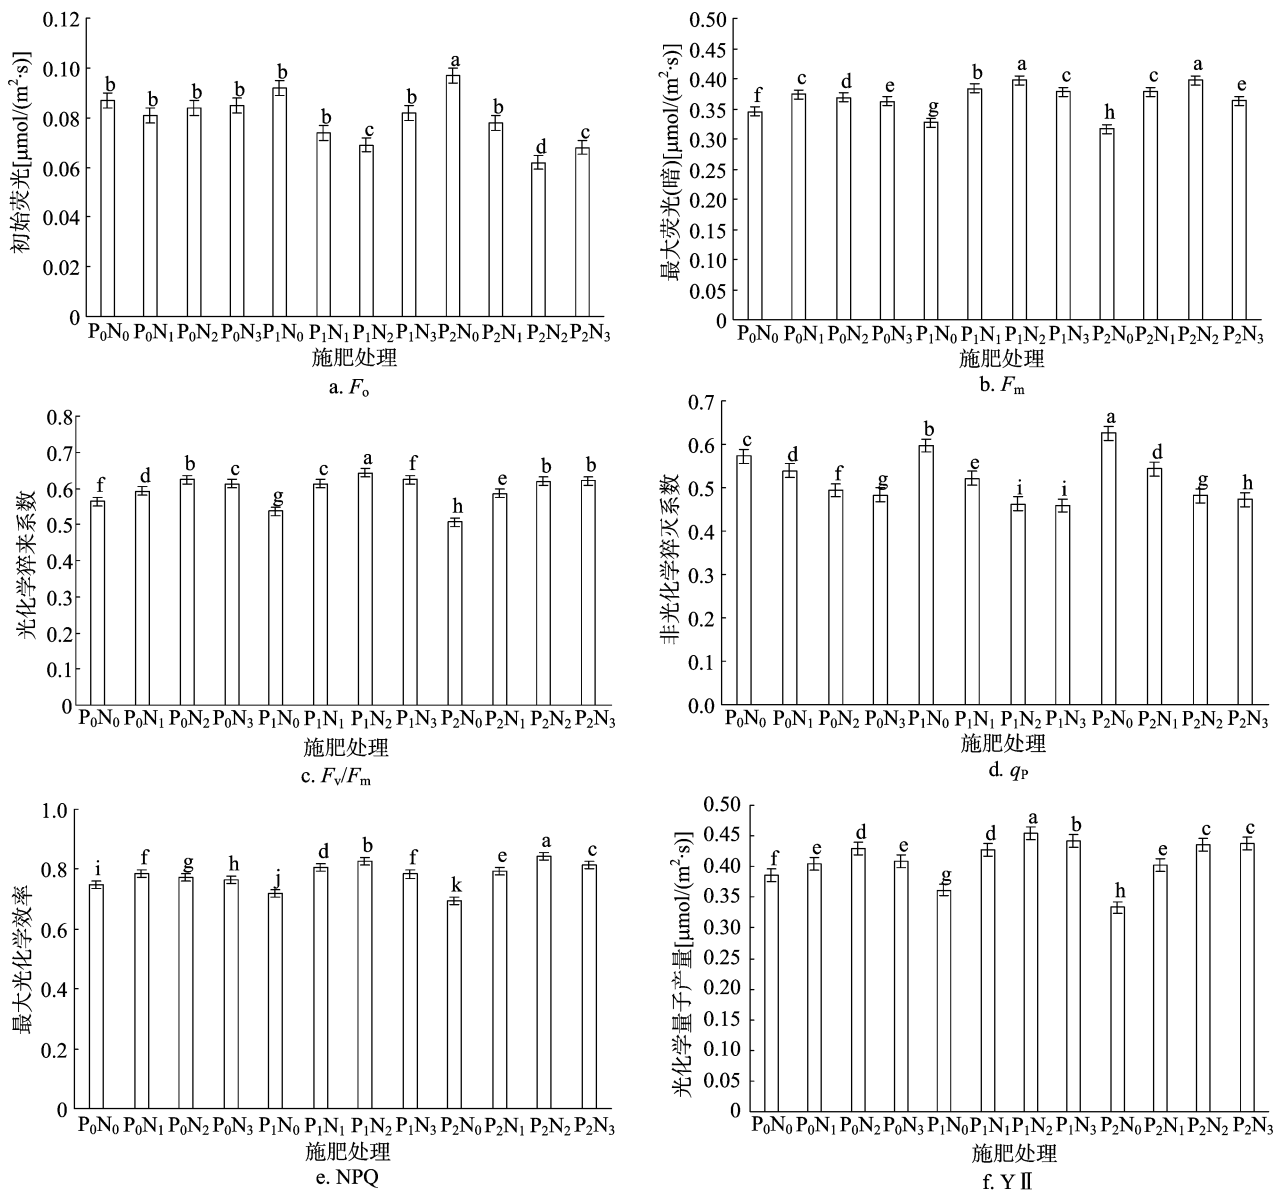 初始荧光[μmol/(m²·s)]
0.12
0.10
0.08
0.06
0.04
0.02
0
b b b b b b c b a b d c
P₀N₀ P₀N₁ P₀N₂ P₀N₃ P₁N₀ P₁N₁ P₁N₂ P₁N₃ P₂N₀ P₂N₁ P₂N₂ P₂N₃
施肥处理
a. Fₒ
最大荧光(暗)[μmol/(m²·s)]
0.50
0.45
0.40
0.35
0.30
0.25
0.20
0.15
0.10
0.05
0
f c d e g b a c h c a e
P₀N₀ P₀N₁ P₀N₂ P₀N₃ P₁N₀ P₁N₁ P₁N₂ P₁N₃ P₂N₀ P₂N₁ P₂N₂ P₂N₃
施肥处理
b. Fₘ
光化学猝来系数
0.8
0.7
0.6
0.5
0.4
0.3
0.2
0.1
0
f d b c g c a f h e b b
P₀N₀ P₀N₁ P₀N₂ P₀N₃ P₁N₀ P₁N₁ P₁N₂ P₁N₃ P₂N₀ P₂N₁ P₂N₂ P₂N₃
施肥处理
c. Fᵥ/Fₘ
非光化学猝灭系数
0.7
0.6
0.5
0.4
0.3
0.2
0.1
0.0
c d f g b e i i a d g h
P₀N₀ P₀N₁ P₀N₂ P₀N₃ P₁N₀ P₁N₁ P₁N₂ P₁N₃ P₂N₀ P₂N₁ P₂N₂ P₂N₃
施肥处理
d. qP
最大光化学效率
1.0
0.8
0.6
0.4
0.2
0
i f g h j d b f k e a c
P₀N₀ P₀N₁ P₀N₂ P₀N₃ P₁N₀ P₁N₁ P₁N₂ P₁N₃ P₂N₀ P₂N₁ P₂N₂ P₂N₃
施肥处理
e. NPQ
光化学量子产量[μmol/(m²·s)]
0.50
0.45
0.40
0.35
0.30
0.25
0.20
0.15
0.10
0.05
0
f e d e g d a b h e c c
P₀N₀ P₀N₁ P₀N₂ P₀N₃ P₁N₀ P₁N₁ P₁N₂ P₁N₃ P₂N₀ P₂N₁ P₂N₂ P₂N₃
施肥处理
f. YⅡ